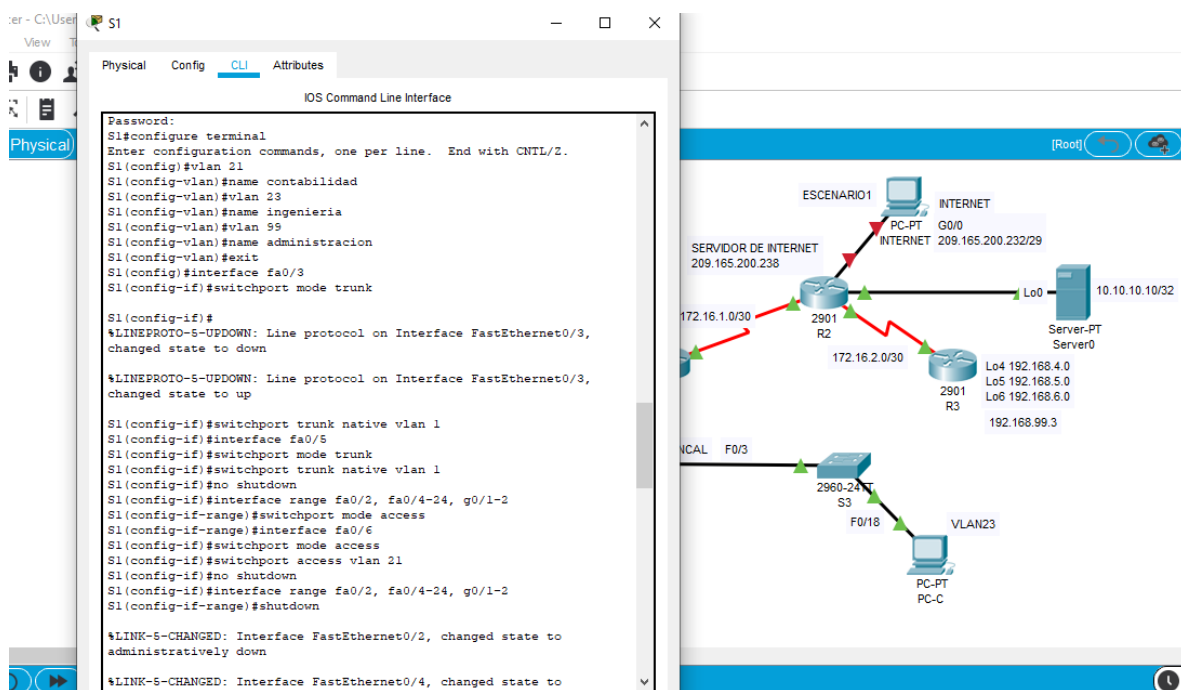 cer - C:\User
S1
View
Physical Config CLI Attributes
IOS Command Line Interface
Physical
[Root]
Password:
S1#configure terminal
Enter configuration commands, one per line. End with CNTL/Z.
S1(config)#vlan 21
S1(config-vlan)#name contabilidad
S1(config-vlan)#vlan 23
S1(config-vlan)#name ingenieria
S1(config-vlan)#vlan 99
S1(config-vlan)#name administracion
S1(config-vlan)#exit
S1(config)#interface fa0/3
S1(config-if)#switchport mode trunk
S1(config-if)#
%LINEPROTO-5-UPDOWN: Line protocol on Interface FastEthernet0/3,
changed state to down
%LINEPROTO-5-UPDOWN: Line protocol on Interface FastEthernet0/3,
changed state to up
S1(config-if)#switchport trunk native vlan 1
S1(config-if)#interface fa0/5
S1(config-if)#switchport mode trunk
S1(config-if)#switchport trunk native vlan 1
S1(config-if)#no shutdown
S1(config-if)#interface range fa0/2, fa0/4-24, g0/1-2
S1(config-if-range)#switchport mode access
S1(config-if-range)#interface fa0/6
S1(config-if)#switchport mode access
S1(config-if)#switchport access vlan 21
S1(config-if)#no shutdown
S1(config-if)#interface range fa0/2, fa0/4-24, g0/1-2
S1(config-if-range)#shutdown
%LINK-5-CHANGED: Interface FastEthernet0/2, changed state to
administratively down
%LINK-5-CHANGED: Interface FastEthernet0/4, changed state to
ESCENARIO1
INTERNET
PC-PT G0/0
INTERNET 209.165.200.232/29
SERVIDOR DE INTERNET
209.165.200.238
Lo0
10.10.10.10/32
172.16.1.0/30
2901
R2
Server-PT
Server0
172.16.2.0/30
Lo4 192.168.4.0
Lo5 192.168.5.0
Lo6 192.168.6.0
2901
R3
192.168.99.3
NCAL F0/3
2960-24TT
S3
F0/18
VLAN23
PC-PT
PC-C